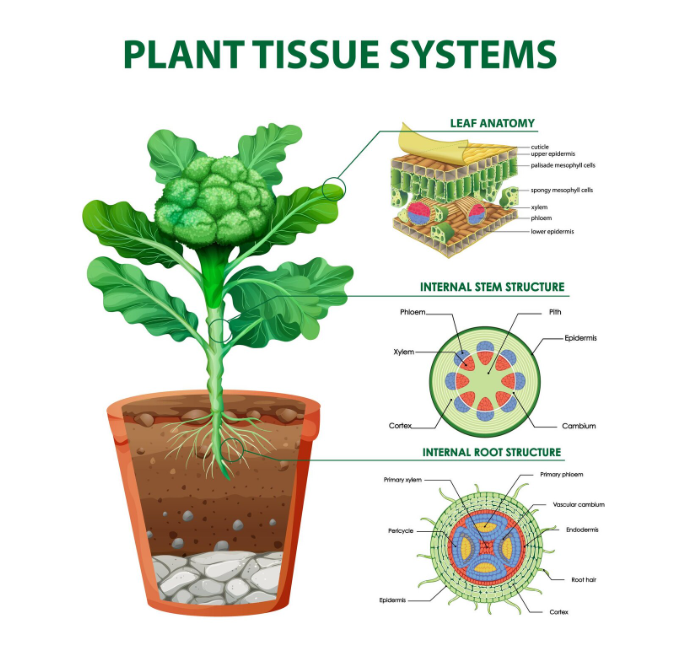 PLANT TISSUE SYSTEMS
LEAF ANATOMY
cuticle
upper epidermis
palisade mesophyll cells
spongy mesophyll cells
xylem
phloem
lower epidermis
INTERNAL STEM STRUCTURE
Phloem
Pith
Epidermis
Xylem
Cortex
Cambium
INTERNAL ROOT STRUCTURE
Primary xylem
Primary phloem
Vascular cambium
Pericycle
Endodermis
Root hair
Epidermis
Cortex